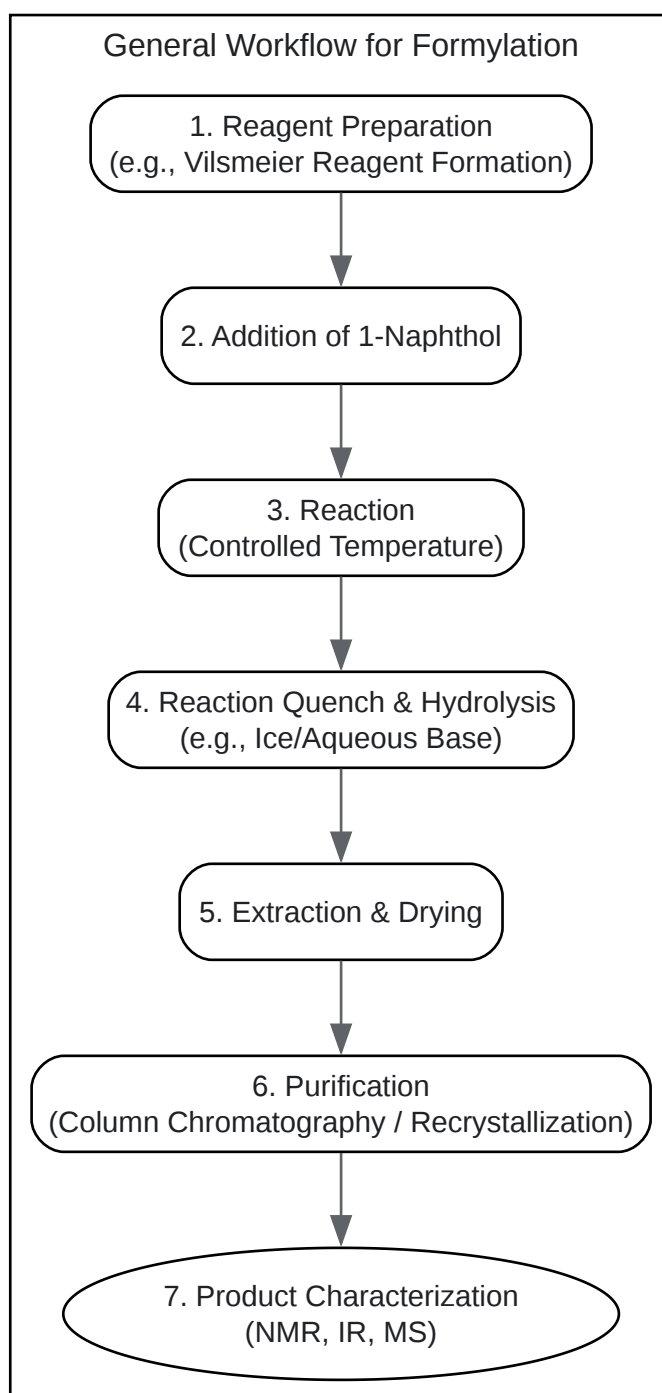 General Workflow for Formylation
1. Reagent Preparation
(e.g., Vilsmeier Reagent Formation)
2. Addition of 1-Naphthol
3. Reaction
(Controlled Temperature)
4. Reaction Quench & Hydrolysis
(e.g., Ice/Aqueous Base)
5. Extraction & Drying
6. Purification
(Column Chromatography / Recrystallization)
7. Product Characterization
(NMR, IR, MS)